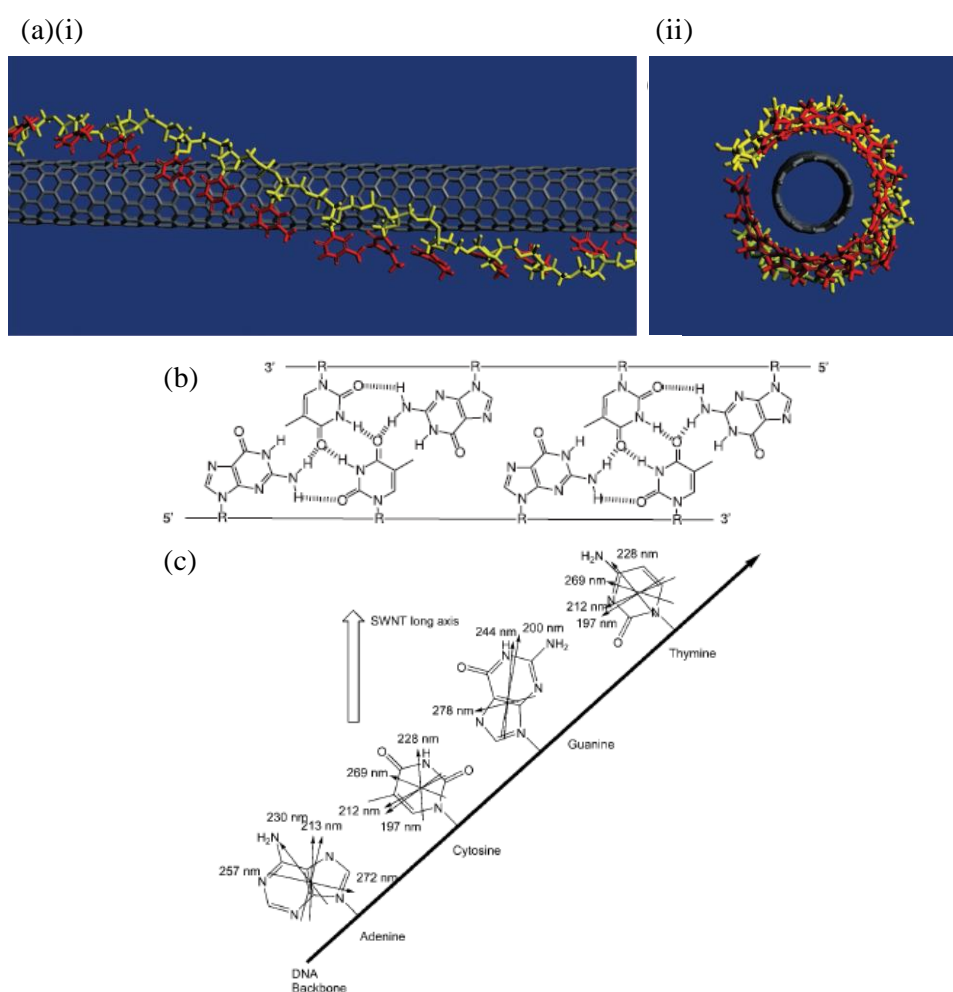 (a)(i) (ii)
(b)
3' R R R R 5'
O H N N
N N H N
H H O H N
O N H H O
N N H O H N
N N H O N
5' R R R R 3'
(c)
H₂N 228 nm
269 nm
SWNT long axis
244 nm 200 nm
H
N
212 nm
197 nm
N
N
O
Thymine
O
NH₂
N
278 nm
N
N
Guanine
228 nm
H
O N O
269 nm
212 nm
N
197 nm
Cytosine
230 nm
213 nm
H₂N
N
257 nm N
272 nm
N
N
Adenine
DNA
Backbone